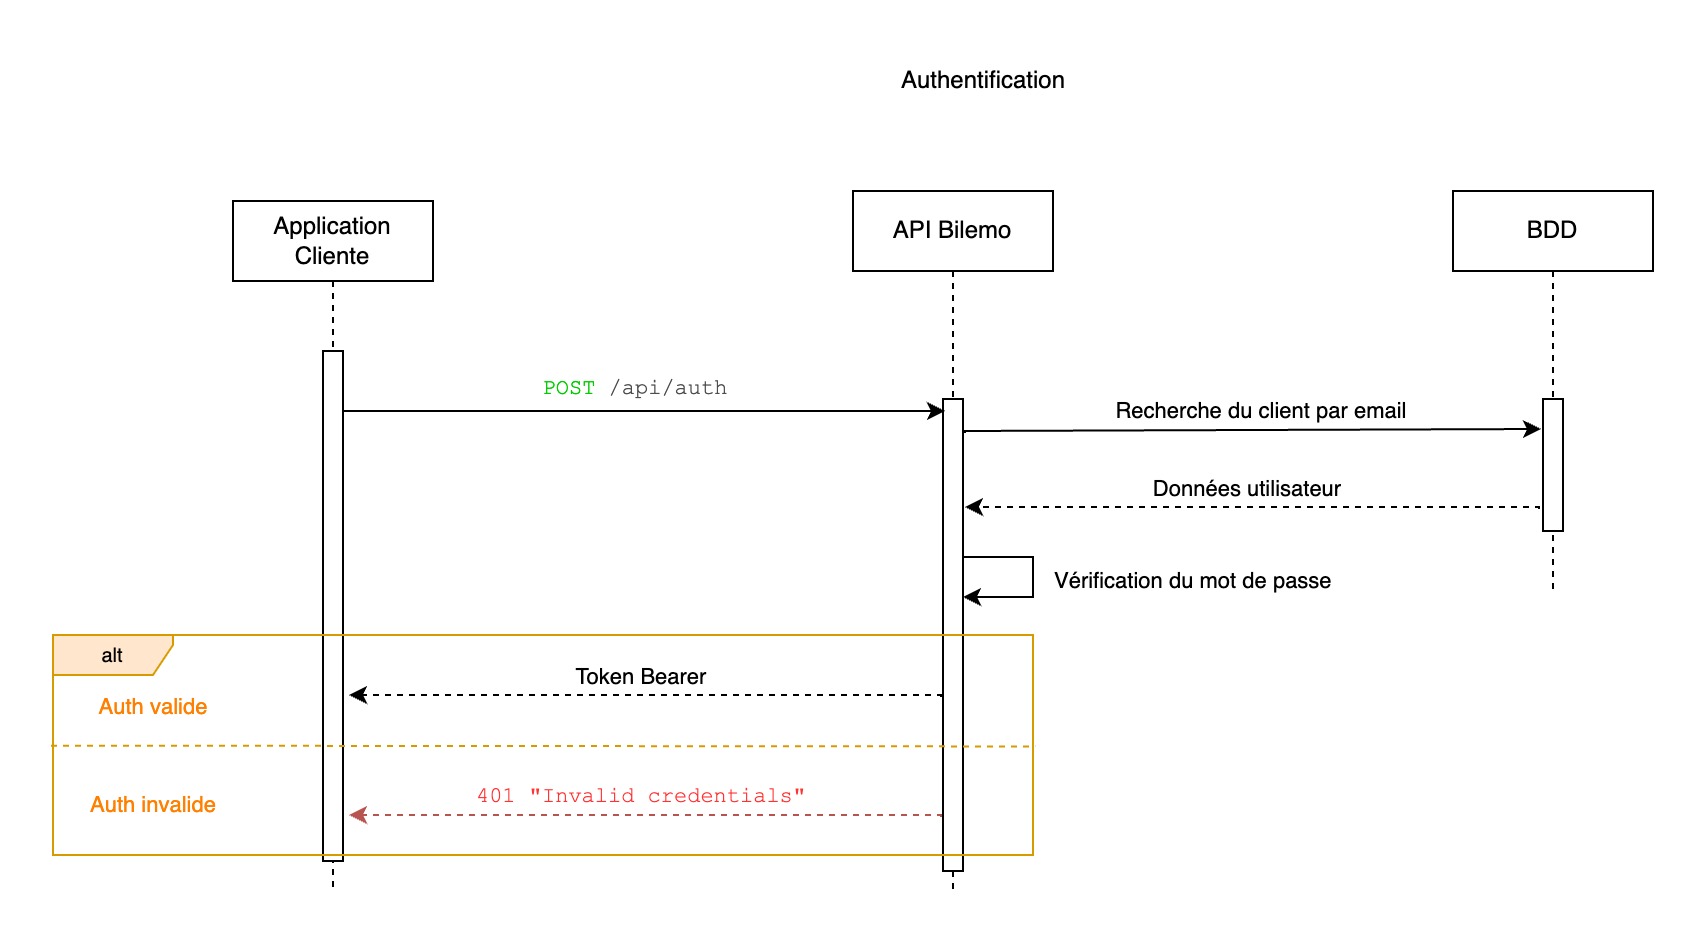 Authentification
Application
Cliente
API Bilemo
BDD
POST /api/auth
Recherche du client par email
Données utilisateur
Vérification du mot de passe
alt
Token Bearer
Auth valide
401 "Invalid credentials"
Auth invalide